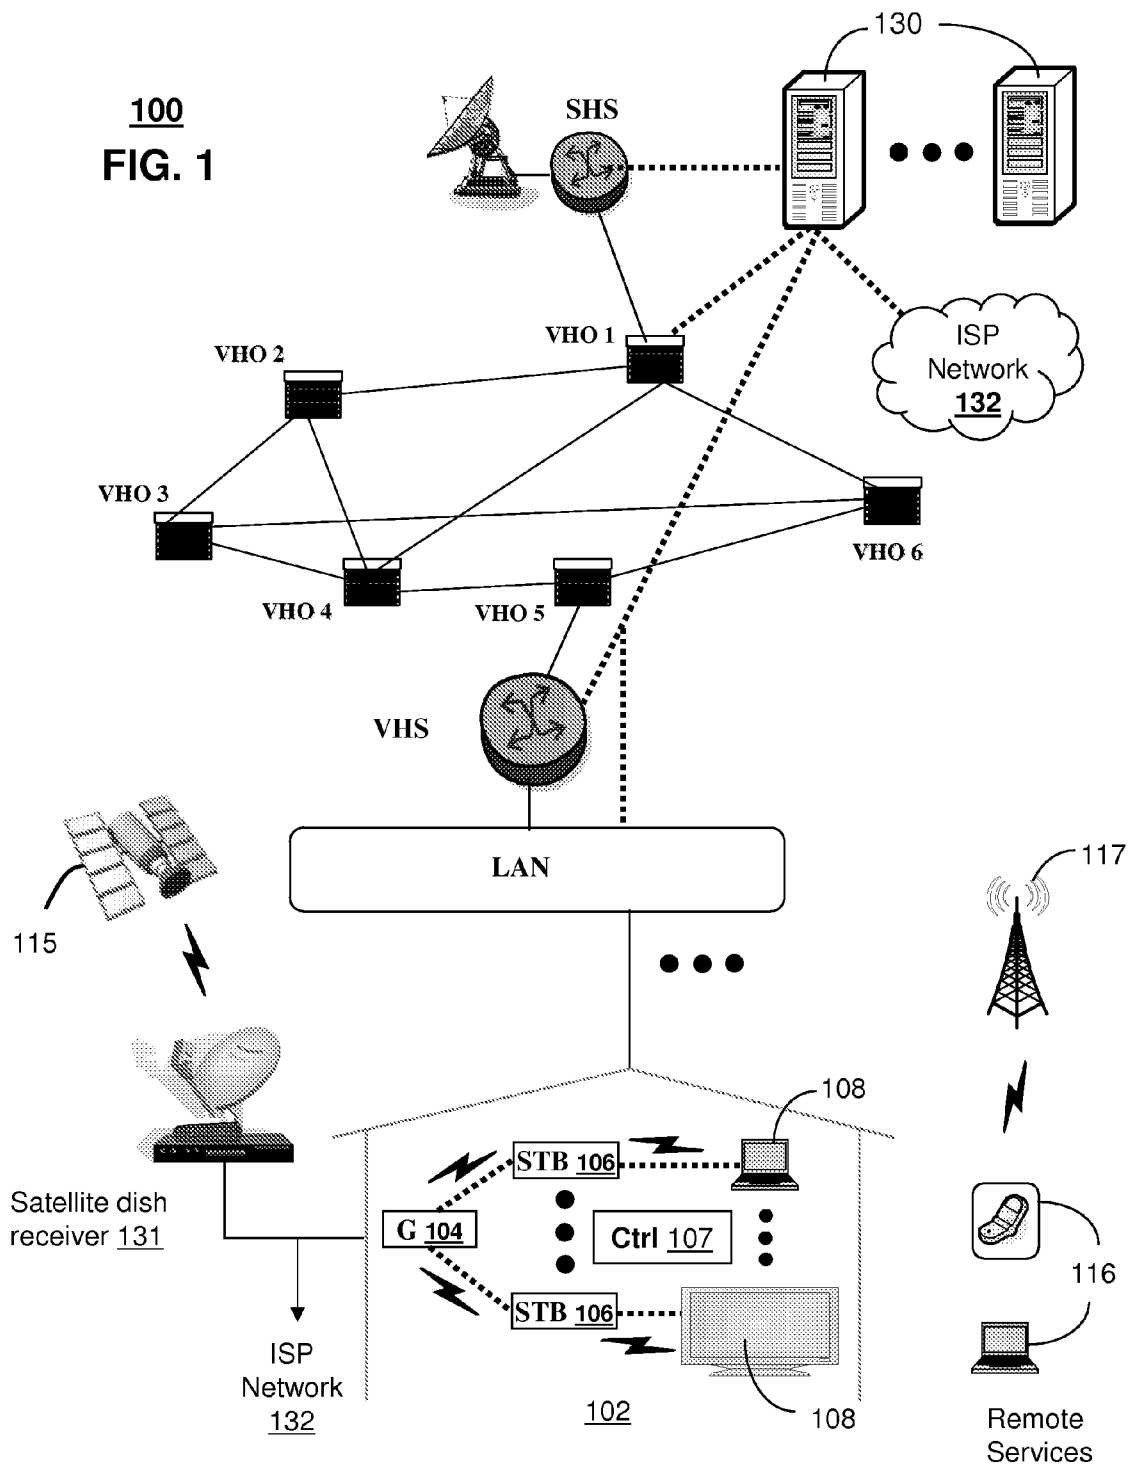 130
100
FIG. 1
SHS
ISP
Network
132
VHO 1
VHO 2
VHO 3
VHO 6
VHO 4
VHO 5
VHS
LAN
117
115
108
STB 106
Satellite dish
receiver 131
G 104
Ctrl 107
116
STB 106
ISP
Network
132
102
108
Remote
Services